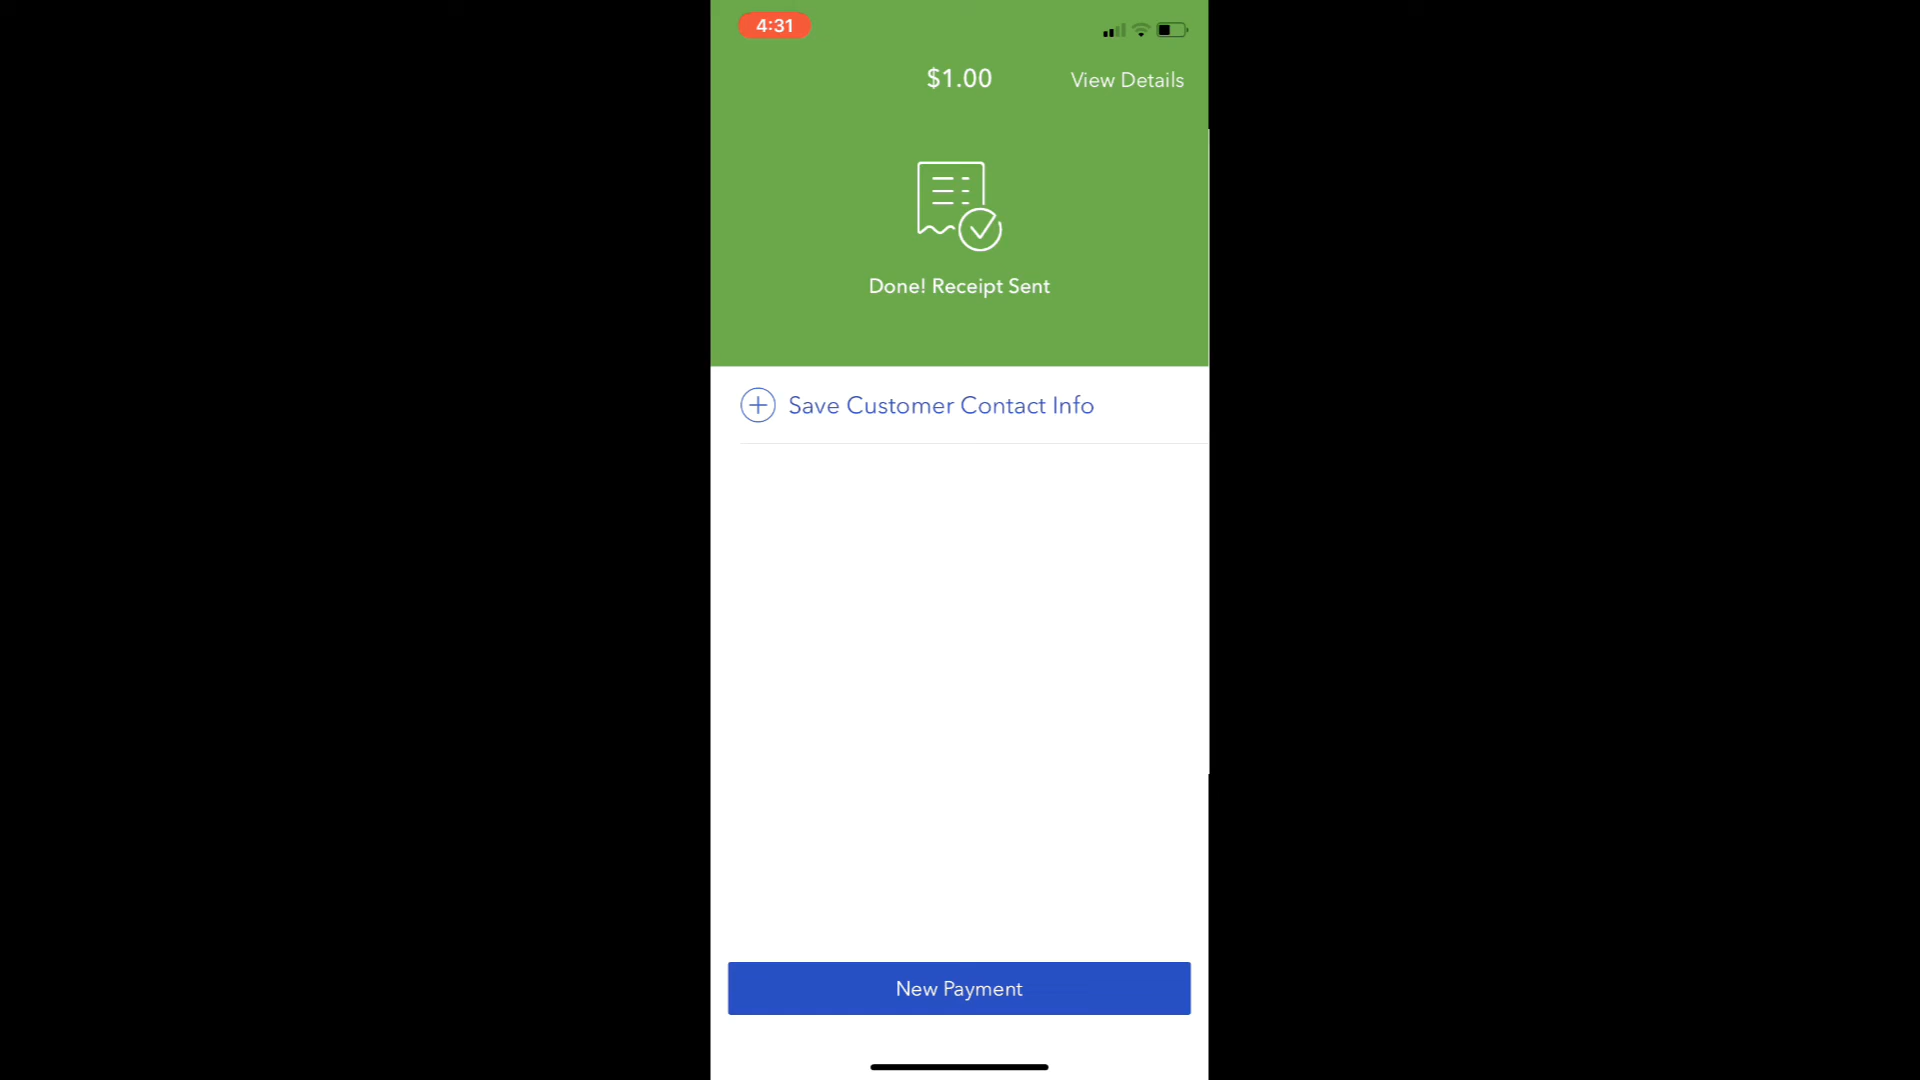 4:31
$1.00
View Details
Done! Receipt Sent
Save Customer Contact Info
New Payment